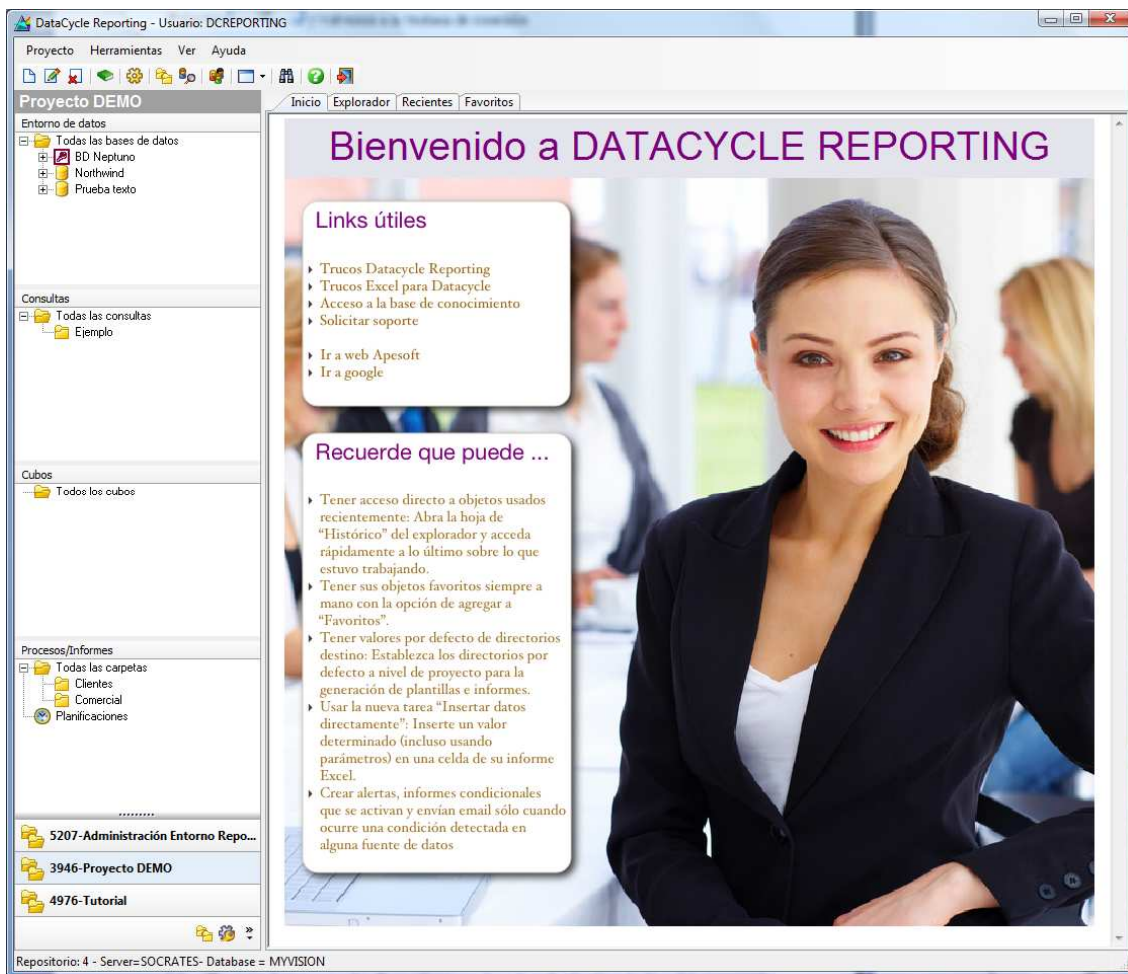 DataCycle Reporting - Usuario: DCREPORTING
Proyecto Herramientas Ver Ayuda
Proyecto DEMO
Inicio Explorador Recientes Favoritos
Entorno de datos
Todas las bases de datos
BD Neptuno
Northwind
Prueba texto
Consultas
Todas las consultas
Ejemplo
Cubos
Todos los cubos
Procesos/Informes
Todas las carpetas
Clientes
Comercial
Planificaciones
5207-Administración Entorno Repo...
3946-Proyecto DEMO
4976-Tutorial
Bienvenido a DATACYCLE REPORTING
Links útiles
Trucos Datacycle Reporting
Trucos Excel para Datacycle
Acceso a la base de conocimiento
Solicitar soporte
Ir a web Apesoft
Ir a google
Recuerde que puede ...
Tener acceso directo a objetos usados
recientemente: Abra la hoja de
“Histórico” del explorador y acceda
rápidamente a lo último sobre lo que
estuvo trabajando.
Tener sus objetos favoritos siempre a
mano con la opción de agregar a
“Favoritos”.
Tener valores por defecto de directorios
destino: Establezca los directorios por
defecto a nivel de proyecto para la
generación de plantillas e informes.
Usar la nueva tarea “Insertar datos
directamente”: Inserte un valor
determinado (incluso usando
parámetros) en una celda de su informe
Excel.
Crear alertas, informes condicionales
que se activan y envían email sólo cuando
ocurre una condición detectada en
alguna fuente de datos
Repositorio: 4 - Server=SOCRATES- Database = MYVISION